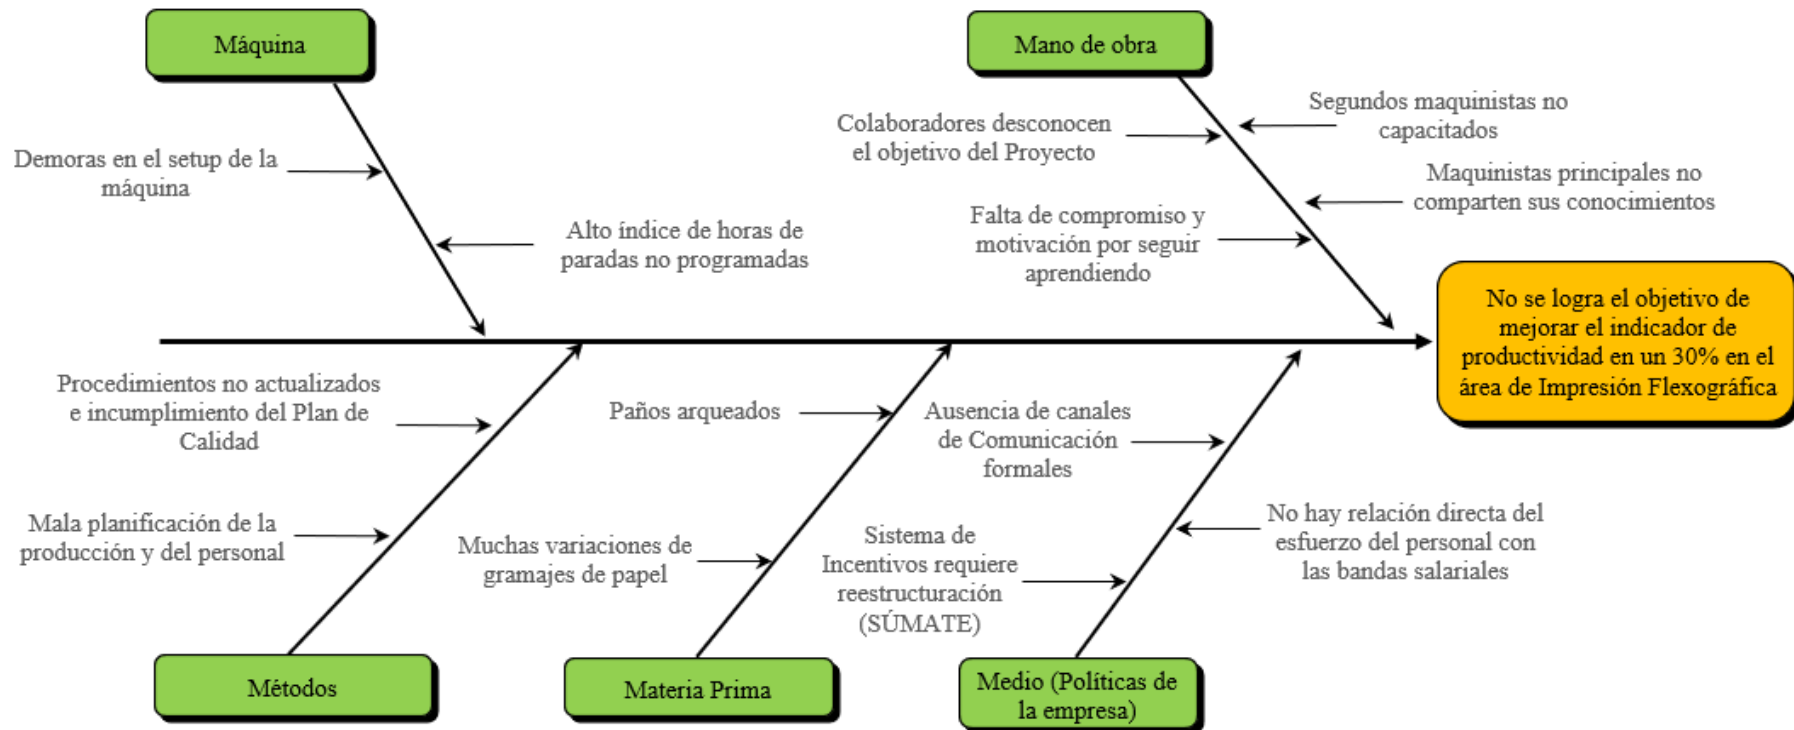 Máquina
Mano de obra
Demoras en el setup de la
máquina
Alto índice de horas de
paradas no programadas
Colaboradores desconocen
el objetivo del Proyecto
Segundos maquinistas no
capacitados
Maquinistas principales no
comparten sus conocimientos
Falta de compromiso y
motivación por seguir
aprendiendo
No se logra el objetivo de
mejorar el indicador de
productividad en un 30% en el
área de Impresión Flexográfica
Procedimientos no actualizados
e incumplimiento del Plan de
Calidad
Mala planificación de la
producción y del personal
Paños arqueados
Muchas variaciones de
gramajes de papel
Ausencia de canales
de Comunicación
formales
Sistema de
Incentivos requiere
reestructuración
(SÚMATE)
No hay relación directa del
esfuerzo del personal con
las bandas salariales
Métodos
Materia Prima
Medio (Políticas de
la empresa)